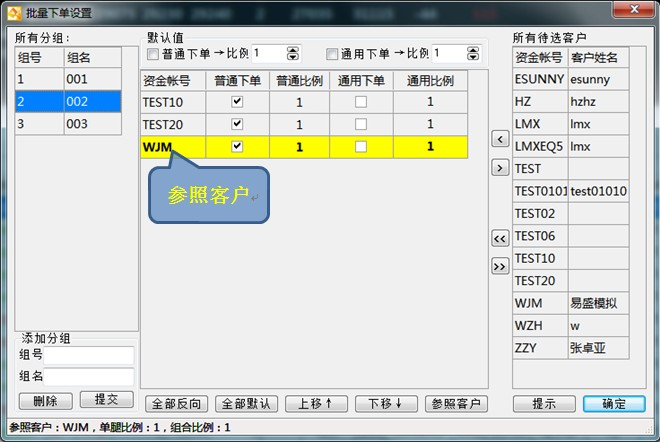 批量下单设置
所有分组：
组号 组名
1 001
2 002
3 003
添加分组
组号
组名
删除 提交
默认值
普通下单 →比例 1 通用下单 →比例 1
资金帐号 普通下单 普通比例 通用下单 通用比例
TEST10 1 1
TEST20 1 1
WJM 1 1
参照客户
全部反向 全部默认 上移↑ 下移↓ 参照客户
< 
>
<<
>>
所有待选客户
资金帐号 客户姓名
ESUNNY esunny
HZ hzhz
LMX lmx
LMXEQ5 lmx
TEST
TEST0101 test01010
TEST02
TEST06
TEST10
TEST20
WJM 易盛模拟
WZH w
ZZY 张卓亚
提示 确定
参照客户：WJM，单腿比例：1，组合比例：1